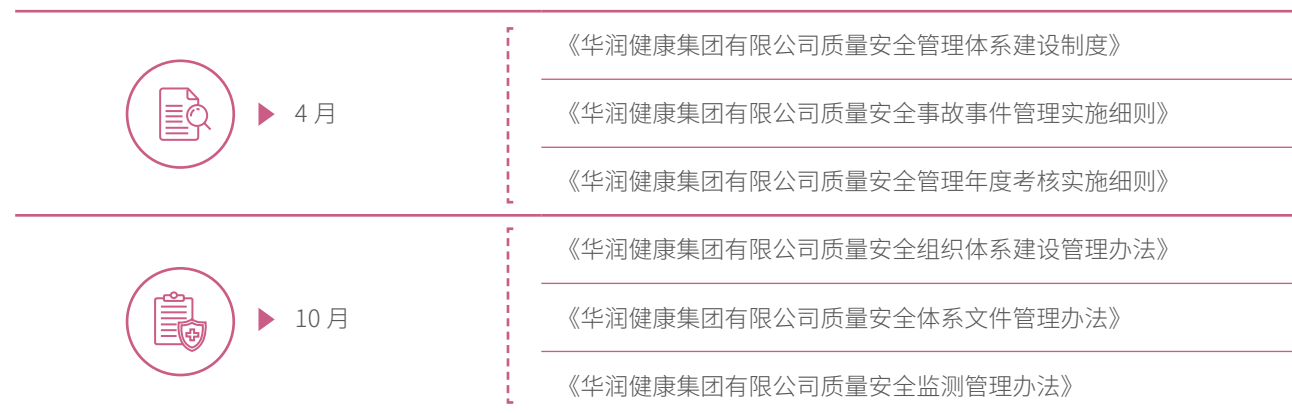 4 月
《华润健康集团有限公司质量安全管理体系建设制度》
《华润健康集团有限公司质量安全事故事件管理实施细则》
《华润健康集团有限公司质量安全管理年度考核实施细则》
10 月
《华润健康集团有限公司质量安全组织体系建设管理办法》
《华润健康集团有限公司质量安全体系文件管理办法》
《华润健康集团有限公司质量安全监测管理办法》